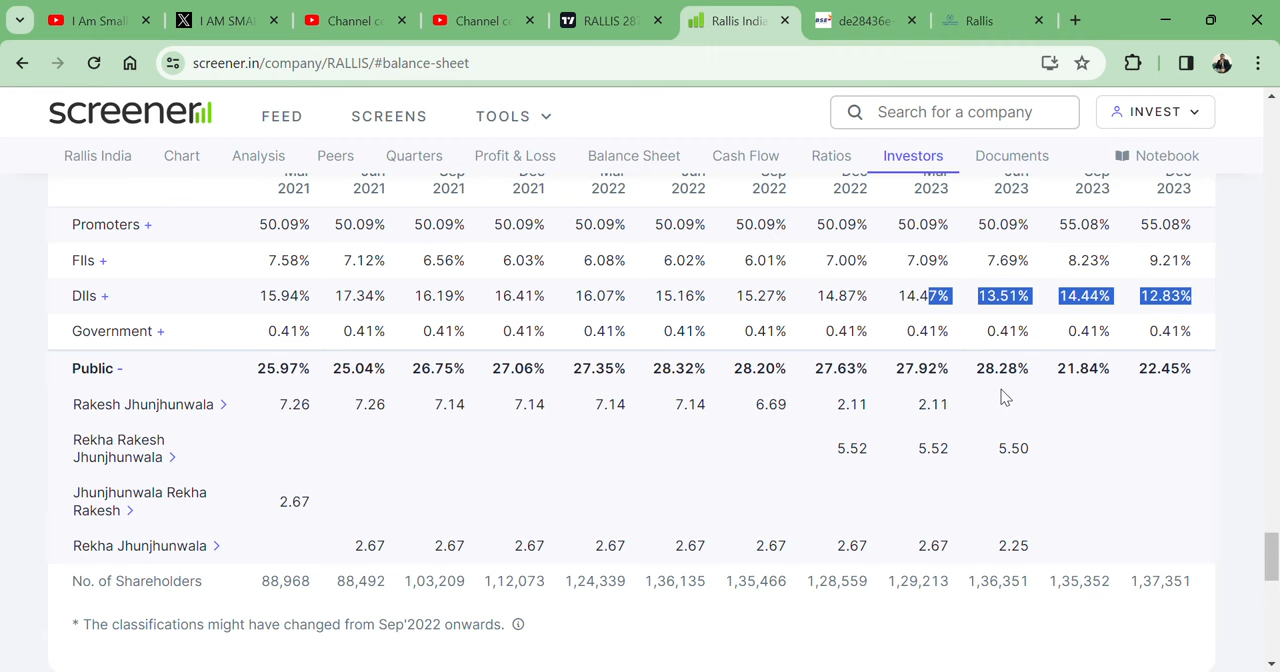 I Am Small
I AM SMA
Channel c
Channel c
RALLIS 28
Rallis India
BSE
de28436e
Rallis
screener.in/company/RALLIS/#balance-sheet
screener
FEED
SCREENS
TOOLS
Search for a company
INVEST
Rallis India Chart Analysis Peers Quarters Profit & Loss Balance Sheet Cash Flow Ratios Investors Documents Notebook
Mar Jun Sep Dec Mar Jun Sep Dec Mar Jun Sep Dec
2021 2021 2021 2021 2022 2022 2022 2022 2023 2023 2023 2023
Promoters + 50.09% 50.09% 50.09% 50.09% 50.09% 50.09% 50.09% 50.09% 50.09% 50.09% 55.08% 55.08%
FIIs + 7.58% 7.12% 6.56% 6.03% 6.08% 6.02% 6.01% 7.00% 7.09% 7.69% 8.23% 9.21%
DIIs + 15.94% 17.34% 16.19% 16.41% 16.07% 15.16% 15.27% 14.87% 14.47% 13.51% 14.44% 12.83%
Government + 0.41% 0.41% 0.41% 0.41% 0.41% 0.41% 0.41% 0.41% 0.41% 0.41% 0.41% 0.41%
Public - 25.97% 25.04% 26.75% 27.06% 27.35% 28.32% 28.20% 27.63% 27.92% 28.28% 21.84% 22.45%
Rakesh Jhunjhunwala > 7.26 7.26 7.14 7.14 7.14 7.14 6.69 2.11 2.11
Rekha Rakesh
Jhunjhunwala > 5.52 5.52 5.50
Jhunjhunwala Rekha
Rakesh > 2.67
Rekha Jhunjhunwala > 2.67 2.67 2.67 2.67 2.67 2.67 2.67 2.67 2.25
No. of Shareholders 88,968 88,492 1,03,209 1,12,073 1,24,339 1,36,135 1,35,466 1,28,559 1,29,213 1,36,351 1,35,352 1,37,351
* The classifications might have changed from Sep'2022 onwards.